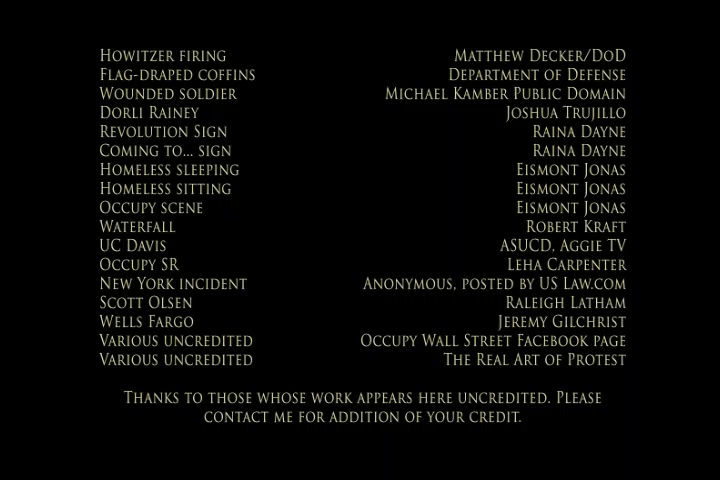 Howitzer firing Matthew Decker/DoD
Flag-draped coffins Department of Defense
Wounded soldier Michael Kamber Public Domain
Dorli Rainey Joshua Trujillo
Revolution Sign Raina Dayne
Coming to... sign Raina Dayne
Homeless sleeping Eismont Jonas
Homeless sitting Eismont Jonas
Occupy scene Eismont Jonas
Waterfall Robert Kraft
UC Davis ASUCD, Aggie TV
Occupy SR Leha Carpenter
New York incident Anonymous, posted by US Law.com
Scott Olsen Raleigh Latham
Wells Fargo Jeremy Gilchrist
Various uncredited Occupy Wall Street Facebook page
Various uncredited The Real Art of Protest
Thanks to those whose work appears here uncredited. Please
contact me for addition of your credit.